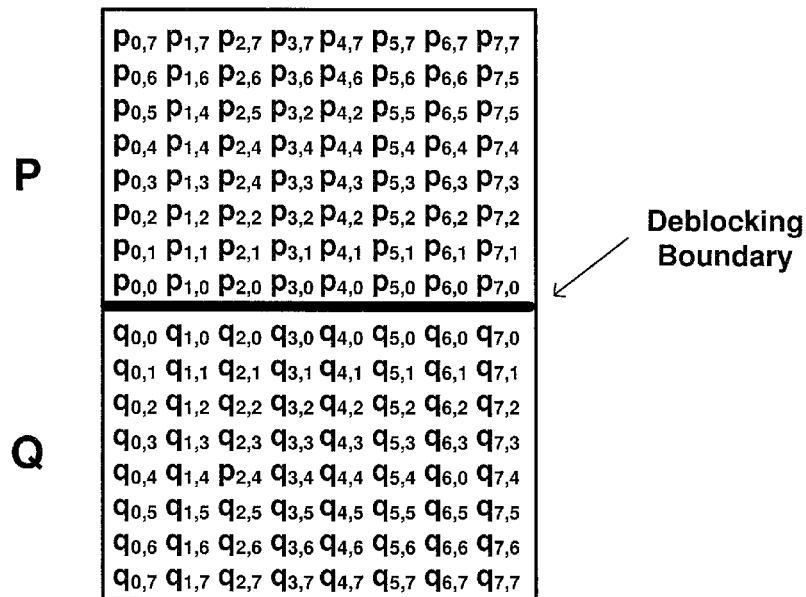 p0,7 p1,7 p2,7 p3,7 p4,7 p5,7 p6,7 p7,7
p0,6 p1,6 p2,6 p3,6 p4,6 p5,6 p6,6 p7,5
p0,5 p1,4 p2,5 p3,2 p4,2 p5,5 p6,5 p7,5
p0,4 p1,4 p2,4 p3,4 p4,4 p5,4 p6,4 p7,4
P
p0,3 p1,3 p2,4 p3,3 p4,3 p5,3 p6,3 p7,3
p0,2 p1,2 p2,2 p3,2 p4,2 p5,2 p6,2 p7,2
p0,1 p1,1 p2,1 p3,1 p4,1 p5,1 p6,1 p7,1
p0,0 p1,0 p2,0 p3,0 p4,0 p5,0 p6,0 p7,0
Deblocking
Boundary
q0,0 q1,0 q2,0 q3,0 q4,0 q5,0 q6,0 q7,0
q0,1 q1,1 q2,1 q3,1 q4,1 q5,1 q6,1 q7,1
q0,2 q1,2 q2,2 q3,2 q4,2 q5,2 q6,2 q7,2
q0,3 q1,3 q2,3 q3,3 q4,3 q5,3 q6,3 q7,3
Q
q0,4 q1,4 p2,4 q3,4 q4,4 q5,4 q6,0 q7,4
q0,5 q1,5 q2,5 q3,5 q4,5 q5,5 q6,5 q7,5
q0,6 q1,6 q2,6 q3,6 q4,6 q5,6 q6,6 q7,6
q0,7 q1,7 q2,7 q3,7 q4,7 q5,7 q6,7 q7,7